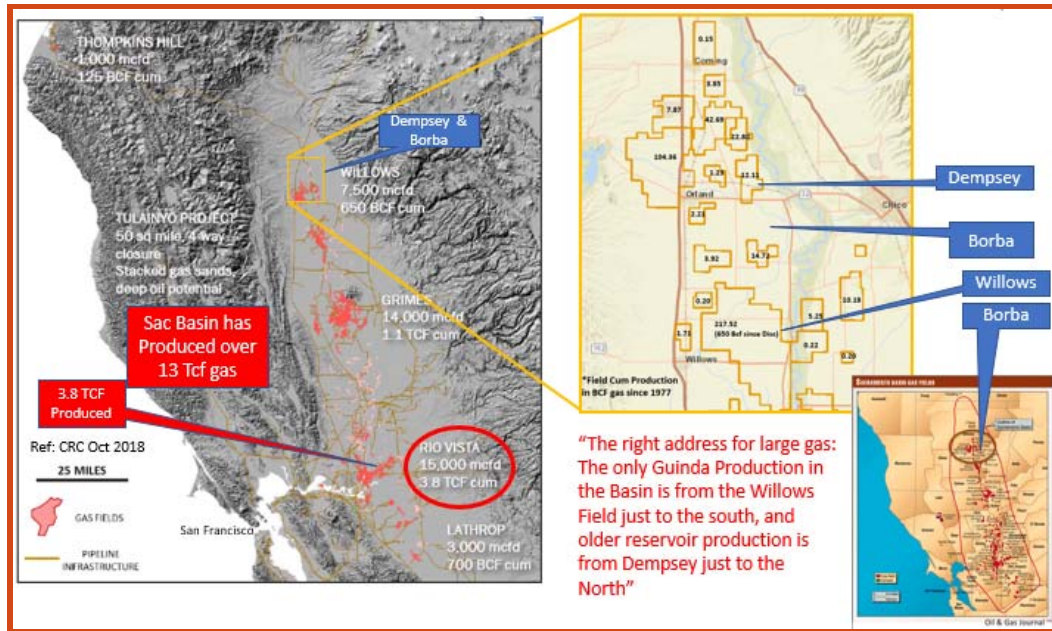 THOMPKINS HILL
1,000 mcfd
125 BCF cum
Dempsey &
Borba
WILLOWS
7,500 mcfd
650 BCF cum
TULAINYO PROJECT
50 sq mile, 4-way
closure
Stacked gas sands,
deep oil potential
GRIMES
14,000 mcfd
1.1 TCF cum
Sac Basin has
Produced over
13 Tcf gas
3.8 TCF
Produced
Ref: CRC Oct 2018
25 MILES
GAS FIELDS
PIPELINE
INFRASTRUCTURE
San Francisco
RIO VISTA
15,000 mcfd
3.8 TCF cum
LATHROP
3,000 mcfd
700 BCF cum
0.15
Corning
8.85
7.87
42.69
22.82
104.36
1.29
12.11
Orland
Chico
2.21
3.92
14.72
0.20
10.19
5.25
217.52
(650 Bcf since Disc)
1.71
0.22
0.20
Willows
*Field Cum Production
in BCF gas since 1977
Dempsey
Borba
Willows
Borba
"The right address for large gas:
The only Guinda Production in
the Basin is from the Willows
Field just to the south, and
older reservoir production is
from Dempsey just to the
North"
SACRAMENTO BASIN GAS FIELDS
Oil & Gas Journal